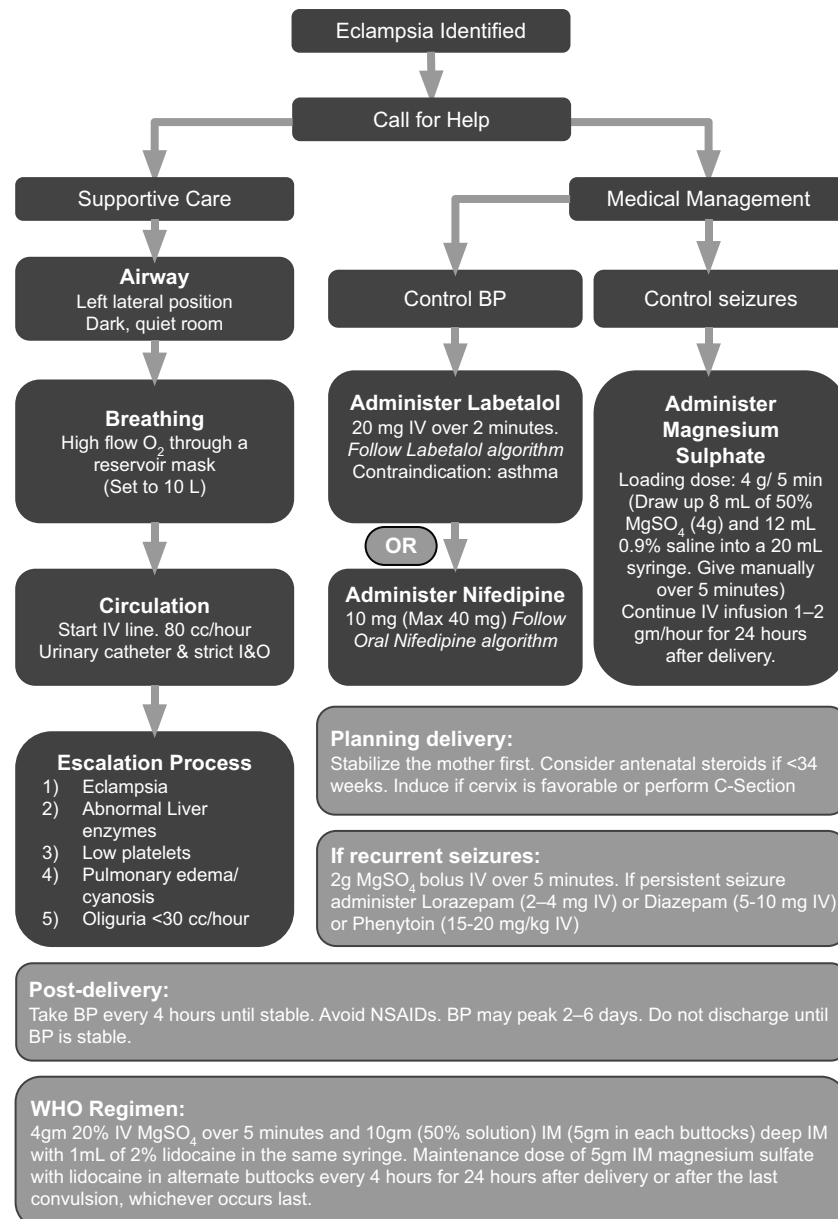 Eclampsia Identified
Call for Help
Supportive Care
Medical Management
Airway
Left lateral position
Dark, quiet room
Control BP
Control seizures
Breathing
High flow O₂ through a
reservoir mask
(Set to 10 L)
Administer Labetalol
20 mg IV over 2 minutes.
Follow Labetalol algorithm
Contraindication: asthma
OR
Administer Nifedipine
10 mg (Max 40 mg) Follow
Oral Nifedipine algorithm
Administer
Magnesium
Sulphate
Loading dose: 4 g/ 5 min
(Draw up 8 mL of 50%
MgSO₄ (4g) and 12 mL
0.9% saline into a 20 mL
syringe. Give manually
over 5 minutes)
Continue IV infusion 1–2
gm/hour for 24 hours
after delivery.
Circulation
Start IV line. 80 cc/hour
Urinary catheter & strict I&O
Escalation Process
1) Eclampsia
2) Abnormal Liver
enzymes
3) Low platelets
4) Pulmonary edema/
cyanosis
5) Oliguria <30 cc/hour
Planning delivery:
Stabilize the mother first. Consider antenatal steroids if <34
weeks. Induce if cervix is favorable or perform C-Section
If recurrent seizures:
2g MgSO₄ bolus IV over 5 minutes. If persistent seizure
administer Lorazepam (2–4 mg IV) or Diazepam (5-10 mg IV)
or Phenytoin (15-20 mg/kg IV)
Post-delivery:
Take BP every 4 hours until stable. Avoid NSAIDs. BP may peak 2–6 days. Do not discharge until
BP is stable.
WHO Regimen:
4gm 20% IV MgSO₄ over 5 minutes and 10gm (50% solution) IM (5gm in each buttocks) deep IM
with 1mL of 2% lidocaine in the same syringe. Maintenance dose of 5gm IM magnesium sulfate
with lidocaine in alternate buttocks every 4 hours for 24 hours after delivery or after the last
convulsion, whichever occurs last.